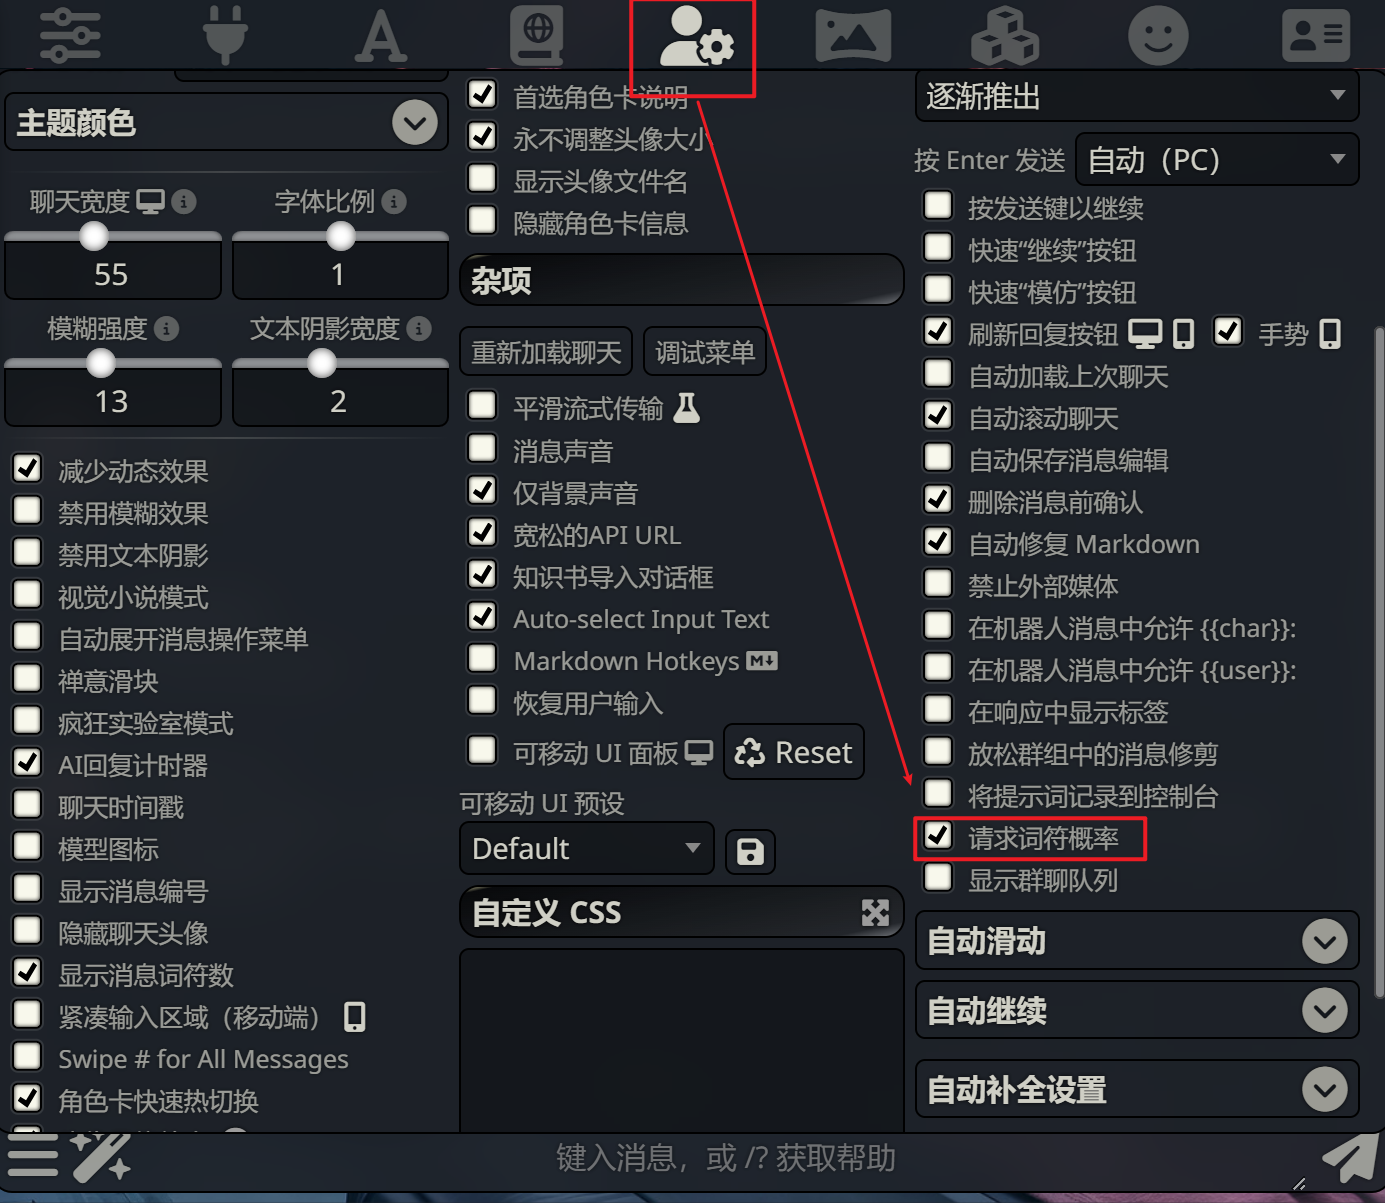 主题颜色
聊天宽度
字体比例
55
1
模糊强度
文本阴影宽度
13
2
减少动态效果
禁用模糊效果
禁用文本阴影
视觉小说模式
自动展开消息操作菜单
禅意滑块
疯狂实验室模式
AI回复计时器
聊天时间戳
模型图标
显示消息编号
隐藏聊天头像
显示消息词符数
紧凑输入区域（移动端）
Swipe # for All Messages
角色卡快速热切换
首选角色卡说明
永不调整头像大小
显示头像文件名
隐藏角色卡信息
杂项
重新加载聊天
调试菜单
平滑流式传输
消息声音
仅背景声音
宽松的API URL
知识书导入对话框
Auto-select Input Text
Markdown Hotkeys
恢复用户输入
可移动 UI 面板
Reset
可移动 UI 预设
Default
自定义 CSS
逐渐推出
按 Enter 发送
自动（PC）
按发送键以继续
快速“继续”按钮
快速“模仿”按钮
刷新回复按钮
手势
自动加载上次聊天
自动滚动聊天
自动保存消息编辑
删除消息前确认
自动修复 Markdown
禁止外部媒体
在机器人消息中允许 {{char}}:
在机器人消息中允许 {{user}}:
在响应中显示标签
放松群组中的消息修剪
将提示词记录到控制台
请求词符概率
显示群聊队列
自动滑动
自动继续
自动补全设置
键入消息，或 /? 获取帮助